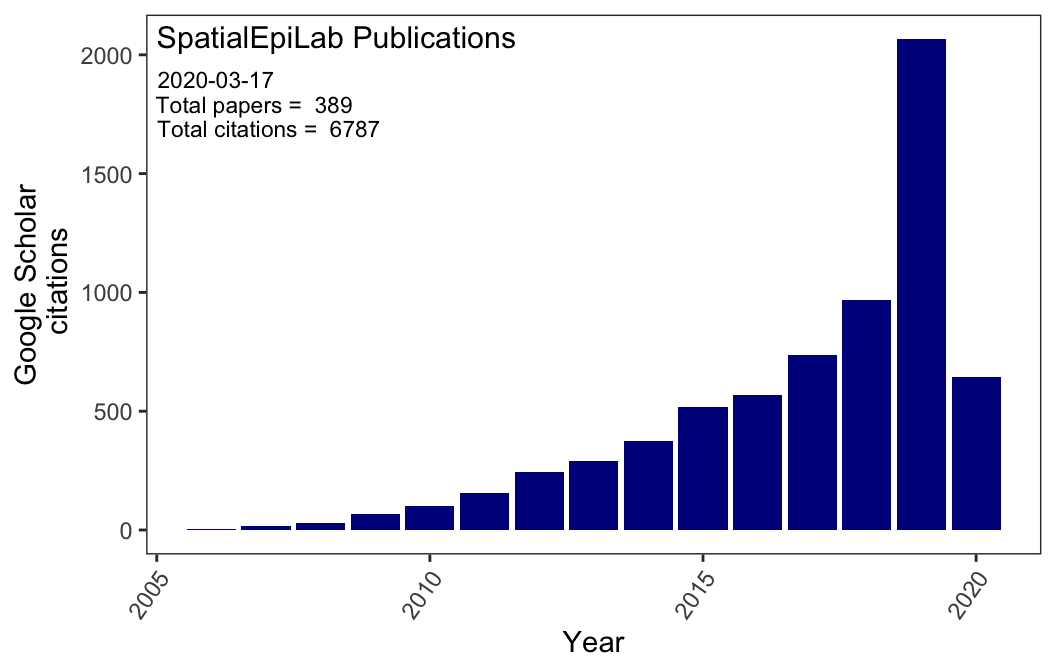 SpatialEpiLab Publications
2020-03-17
Total papers =  389
Total citations =  6787
Google Scholar
citations
2000
1500
1000
500
0
2005
2010
2015
2020
Year